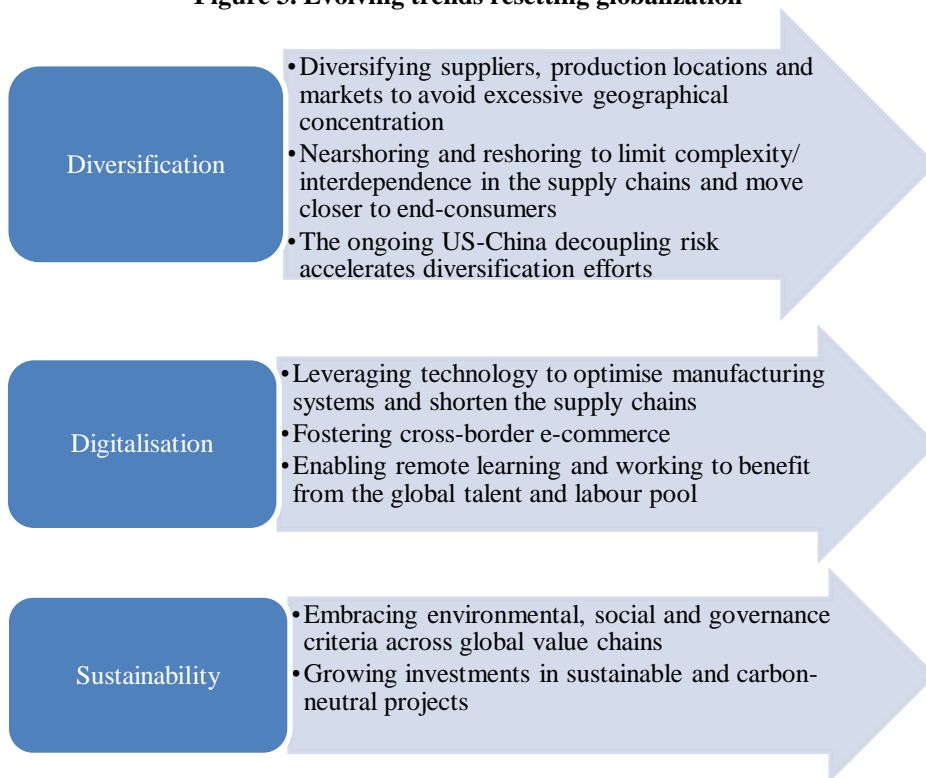 Figure 3. Evolving trends resetting globalization
Diversification
•Diversifying suppliers, production locations and
markets to avoid excessive geographical
concentration
•Nearshoring and reshoring to limit complexity/
interdependence in the supply chains and move
closer to end-consumers
•The ongoing US-China decoupling risk
accelerates diversification efforts
Digitalisation
•Leveraging technology to optimise manufacturing
systems and shorten the supply chains
•Fostering cross-border e-commerce
•Enabling remote learning and working to benefit
from the global talent and labour pool
Sustainability
•Embracing environmental, social and governance
criteria across global value chains
•Growing investments in sustainable and carbon-
neutral projects